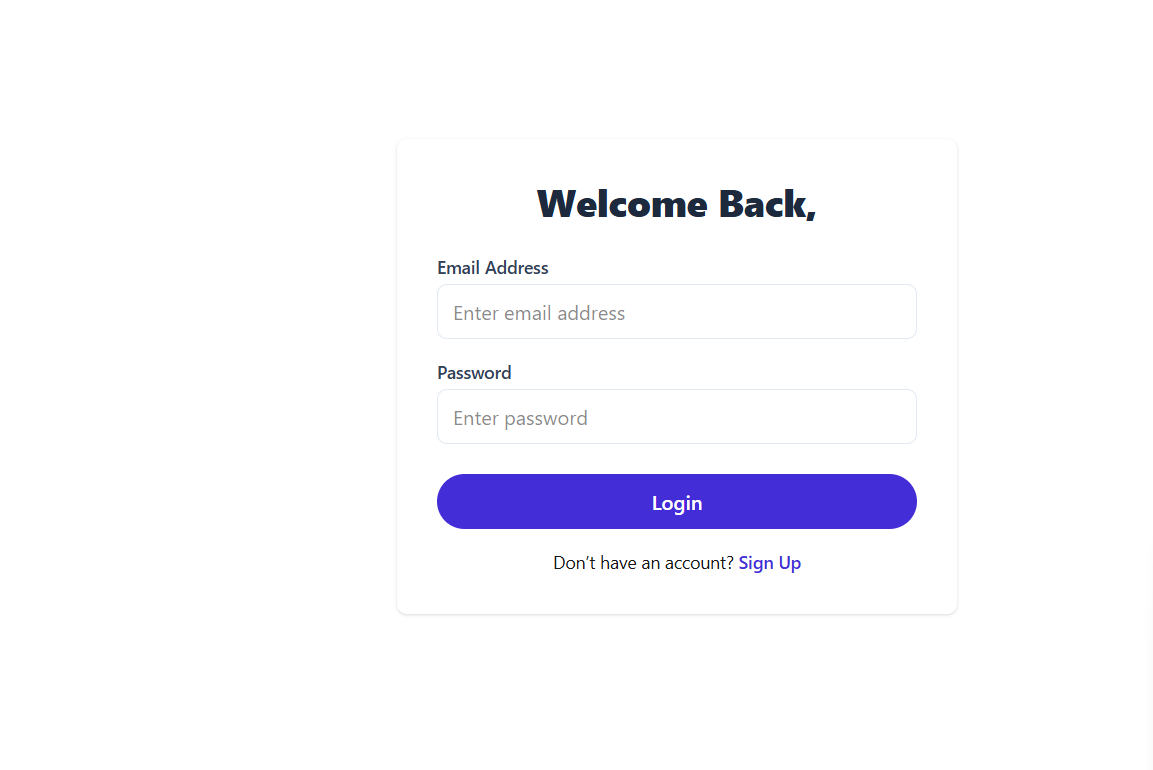 Welcome Back,
Email Address
Enter email address
Password
Enter password
Login
Don’t have an account? Sign Up